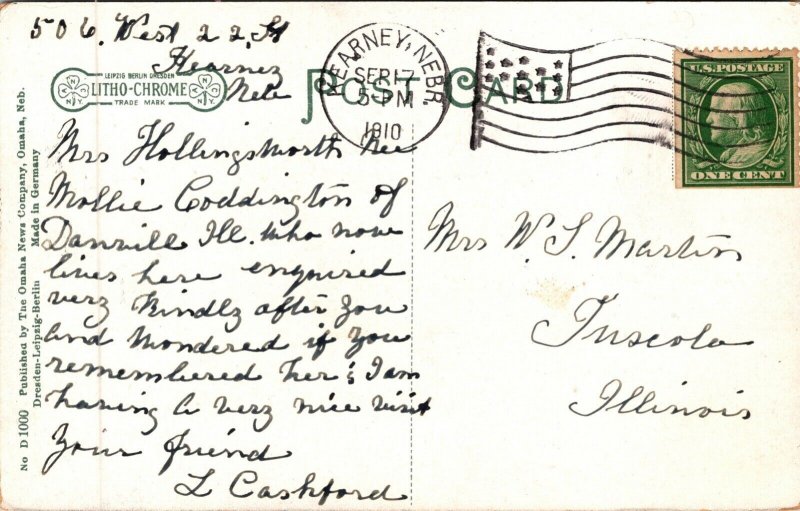 506, West 22, St
Kearney
Neb
LEIPZIG BERLIN DRESDEN
LITHO-CHROME
TRADE MARK
POST CARD
KEARNEY, NEBR
SEP 17
5-PM
1910
U.S. POSTAGE
ONE CENT
Mrs Hollingsworth nee
Mollie Coddington of
Danvill Ill. who now
lives here enquired
very Kindly after you
and wondered if you
remembered her; I am
having a very nice visit
Your friend
L Cashford
Mrs W. S. Martin
Tuscola
Illinois
No D1000 Published by The Omaha News Company, Omaha, Neb.
Dresden-Leipzig-Berlin Made in Germany